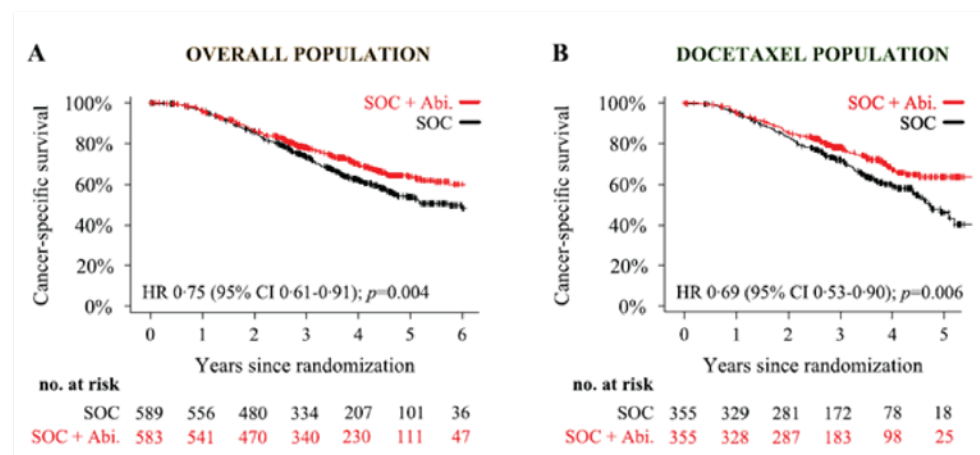 A OVERALL POPULATION
Cancer-specific survival
100%
80%
60%
40%
20%
0%
SOC + Abi.
SOC
HR 0·75 (95% CI 0·61-0·91); p=0.004
0 1 2 3 4 5 6
Years since randomization
no. at risk
SOC 589 556 480 334 207 101 36
SOC + Abi. 583 541 470 340 230 111 47
B DOCETAXEL POPULATION
Cancer-specific survival
100%
80%
60%
40%
20%
0%
SOC + Abi.
SOC
HR 0·69 (95% CI 0·53-0·90); p=0.006
0 1 2 3 4 5
Years since randomization
no. at risk
SOC 355 329 281 172 78 18
SOC + Abi. 355 328 287 183 98 25